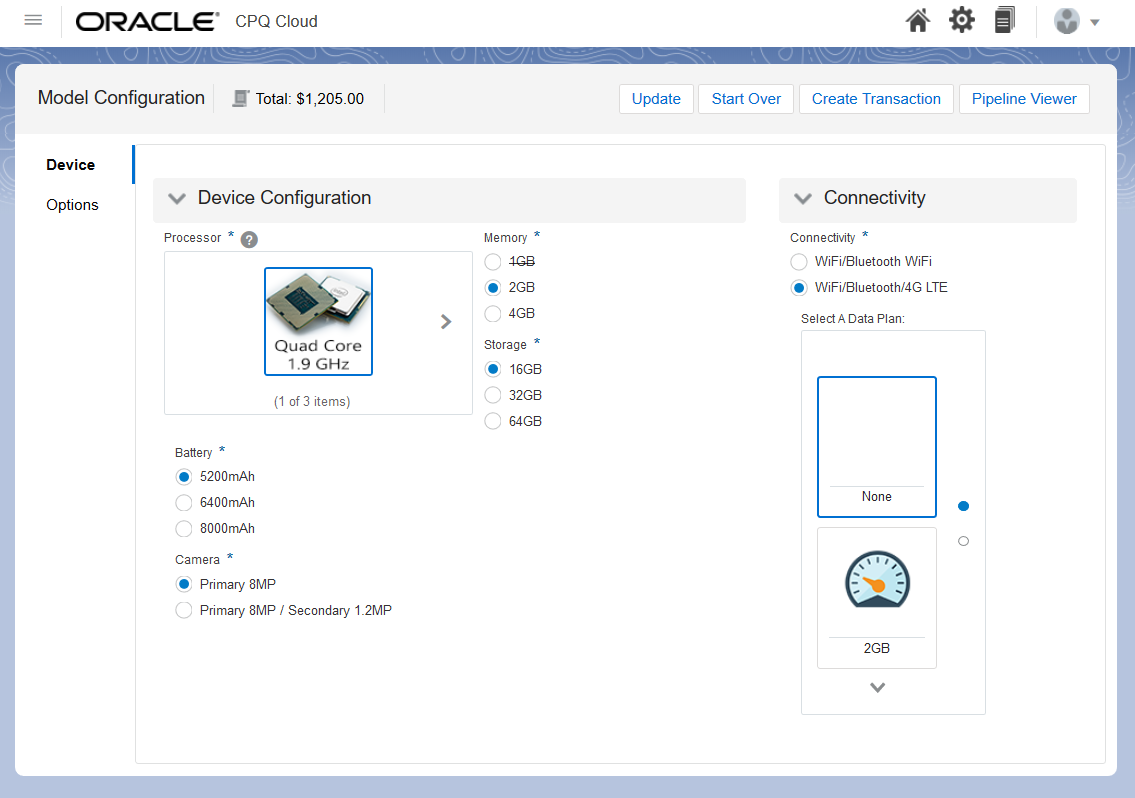 ORACLE® CPQ Cloud
Model Configuration
Total: $1,205.00
Update
Start Over
Create Transaction
Pipeline Viewer
Device
Options
Device Configuration
Processor *
?
Quad Core
1.9 GHz
(1 of 3 items)
Battery *
5200mAh
6400mAh
8000mAh
Camera *
Primary 8MP
Primary 8MP / Secondary 1.2MP
Memory *
1GB
2GB
4GB
Storage *
16GB
32GB
64GB
Connectivity
Connectivity *
WiFi/Bluetooth WiFi
WiFi/Bluetooth/4G LTE
Select A Data Plan:
None
2GB